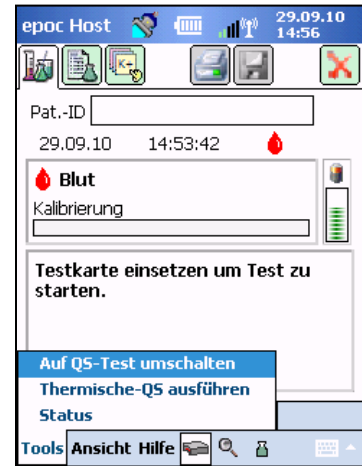 epoc Host 29.09.10
14:56
K+
Pat.-ID
29.09.10 14:53:42
Blut
Kalibrierung
Testkarte einsetzen um Test zu
starten.
Auf QS-Test umschalten
Thermische-QS ausführen
Status
Tools Ansicht Hilfe